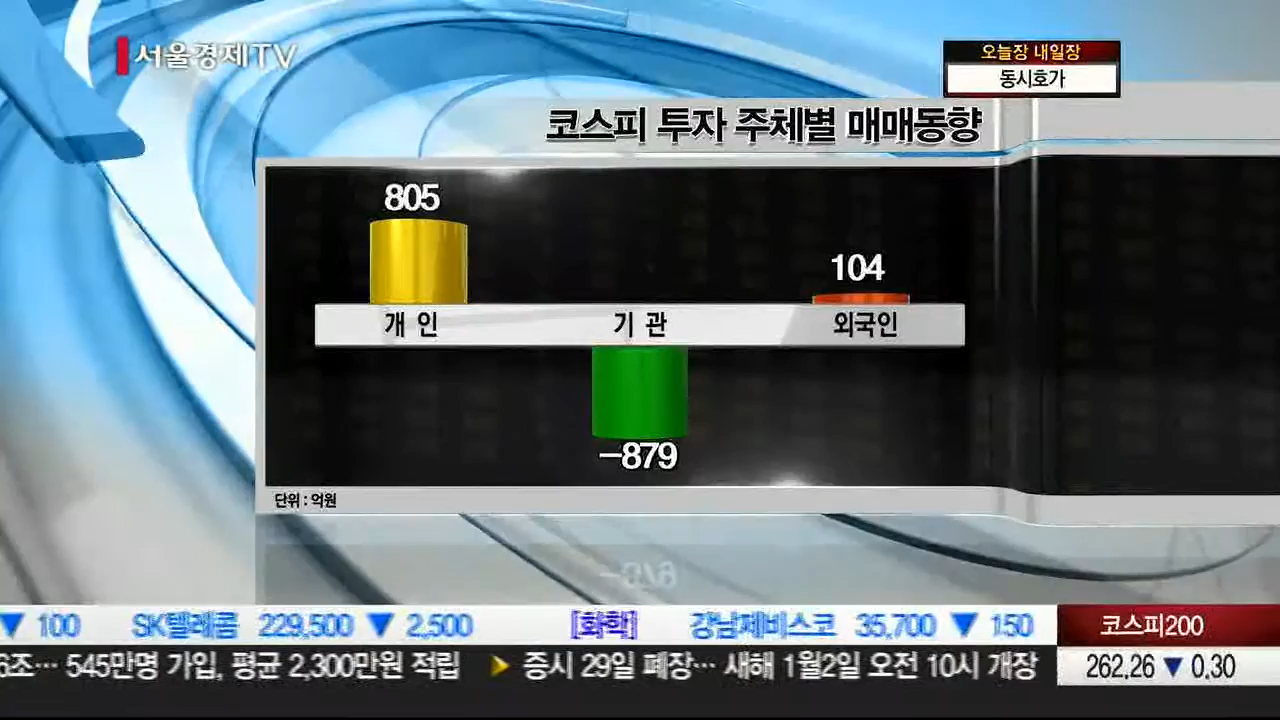 서울경제TV
오늘장 내일장
동시호가
코스피 투자 주체별 매매동향
805
104
개 인 기 관 외국인
-879
단위 : 억원
▼ 100 SK텔레콤 229,500 ▼ 2,500 [화학] 강남제비스코 35,700 ▼ 150
코스피200
6조… 545만명 가입, 평균 2,300만원 적립 ▶ 증시 29일 폐장… 새해 1월2일 오전 10시 개장
262.26 ▼ 0.30